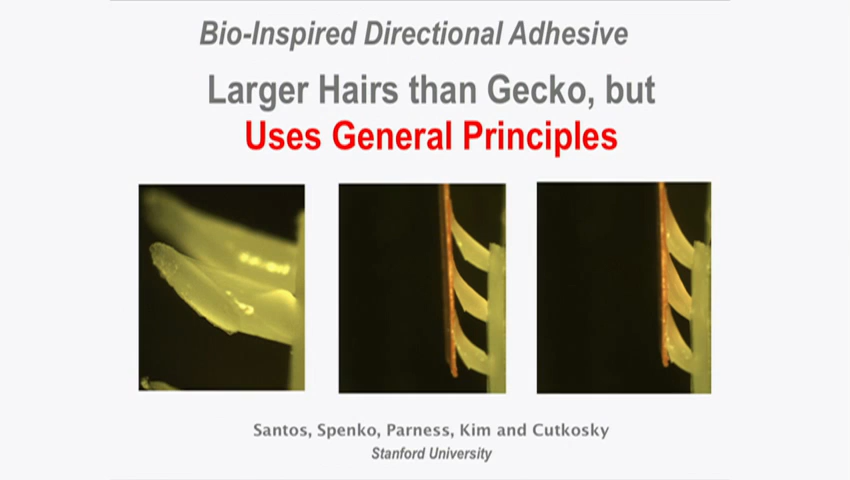 Bio-Inspired Directional Adhesive
Larger Hairs than Gecko, but
Uses General Principles
Santos, Spenko, Parness, Kim and Cutkosky
Stanford University